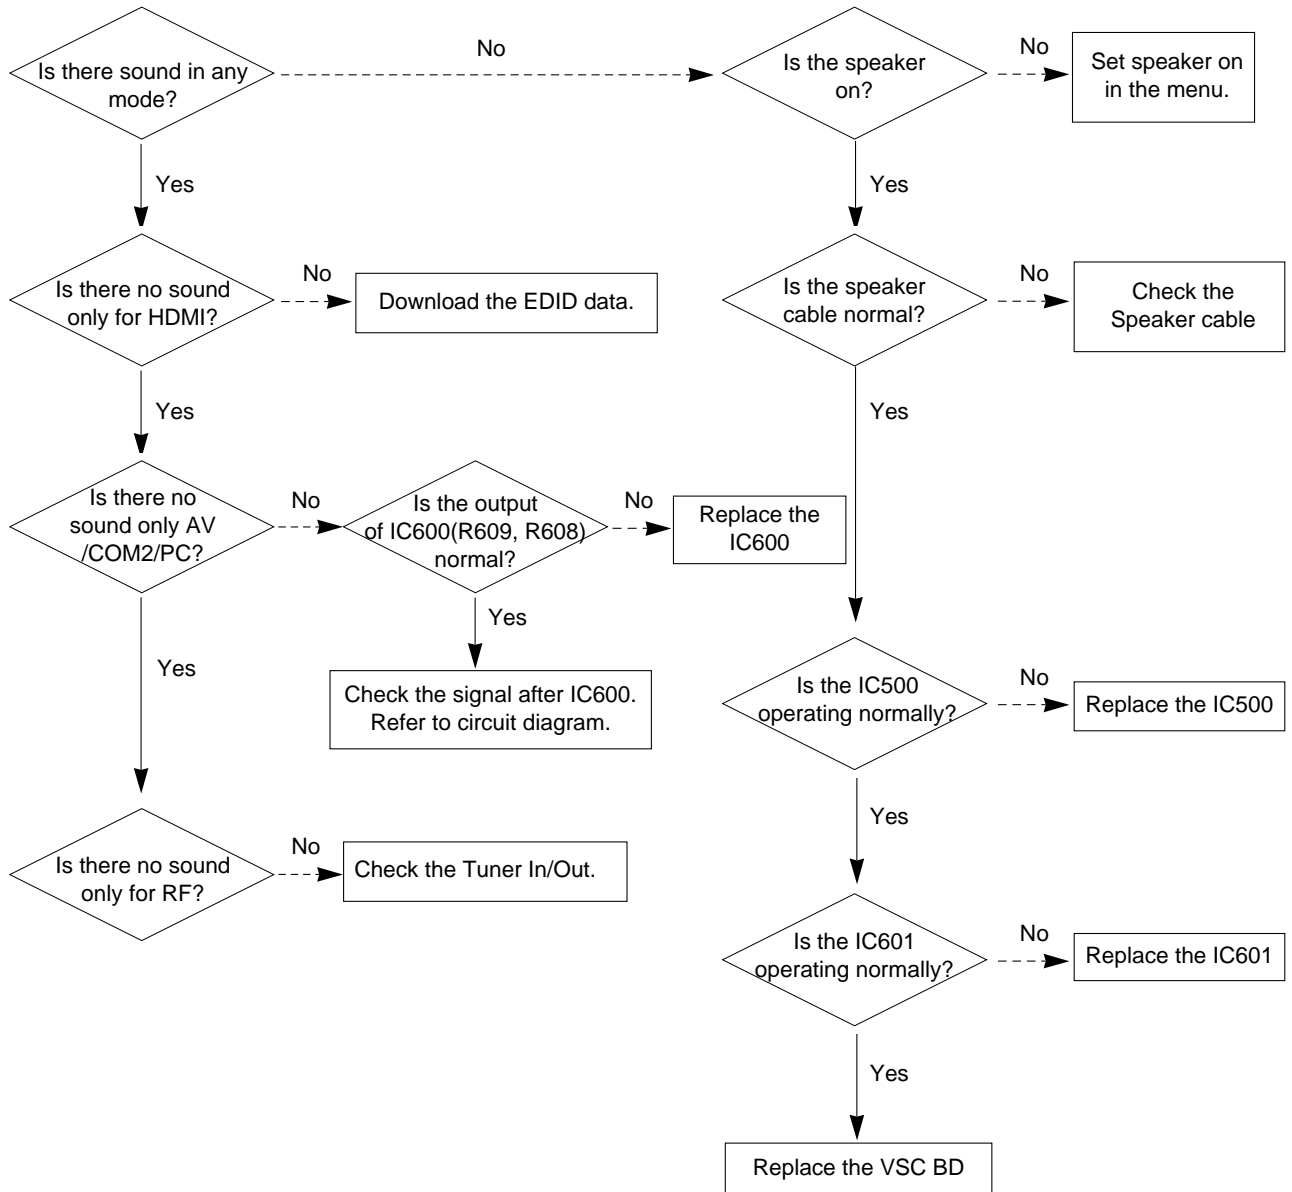 Is there sound in any
mode?
No
Is the speaker
on?
No
Set speaker on
in the menu.
Yes
Yes
Is there no sound
only for HDMI?
No
Download the EDID data.
Is the speaker
cable normal?
No
Check the
Speaker cable
Yes
Yes
Is there no
sound only AV
/COM2/PC?
No
Is the output
of IC600(R609, R608)
normal?
No
Replace the
IC600
Yes
Yes
Check the signal after IC600.
Refer to circuit diagram.
Is the IC500
operating normally?
No
Replace the IC500
Yes
Is there no sound
only for RF?
No
Check the Tuner In/Out.
Is the IC601
operating normally?
No
Replace the IC601
Yes
Replace the VSC BD